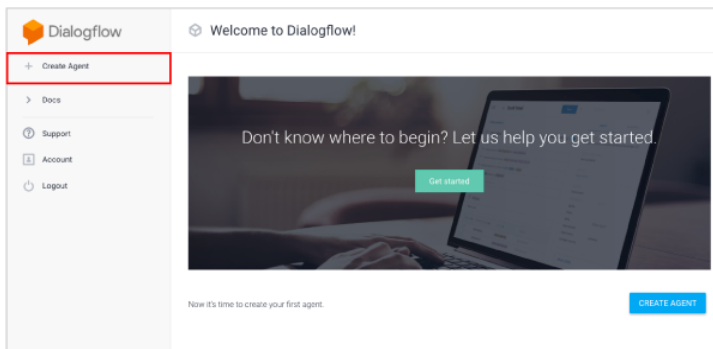 Dialogflow
Welcome to Dialogflow!
Create Agent
Docs
Support
Account
Logout
Don't know where to begin? Let us help you get started.
Get started
Now it's time to create your first agent.
CREATE AGENT